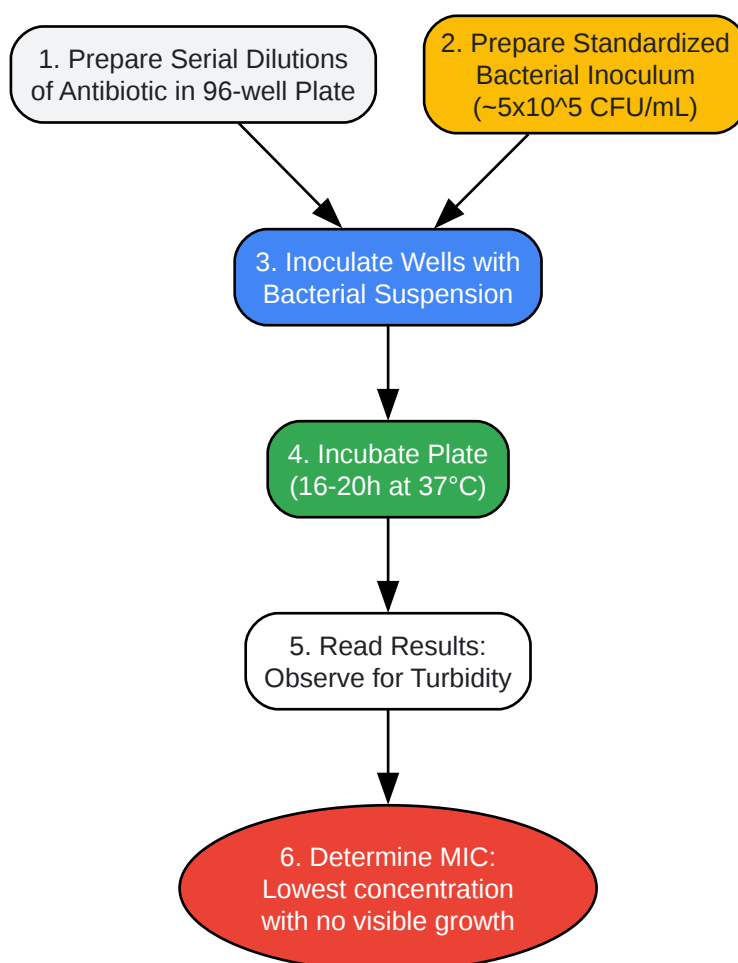 1. Prepare Serial Dilutions
of Antibiotic in 96-well Plate
2. Prepare Standardized
Bacterial Inoculum
(~5x10^5 CFU/mL)
3. Inoculate Wells with
Bacterial Suspension
4. Incubate Plate
(16-20h at 37°C)
5. Read Results:
Observe for Turbidity
6. Determine MIC:
Lowest concentration
with no visible growth